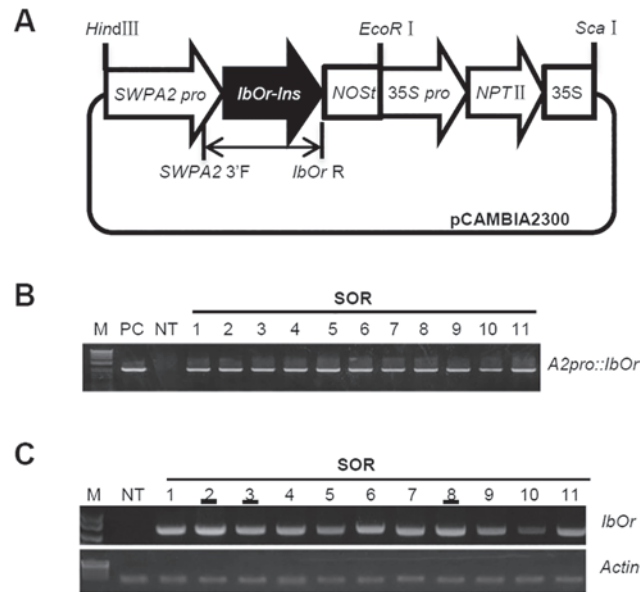 A
HindIII EcoR I Sca I
SWPA2 pro IbOr-Ins NOSt 35S pro NPTII 35S
SWPA2 3'F IbOr R
pCAMBIA2300
B
SOR
M PC NT 1 2 3 4 5 6 7 8 9 10 11
A2pro::IbOr
C
SOR
M NT 1 2 3 4 5 6 7 8 9 10 11
IbOr
Actin